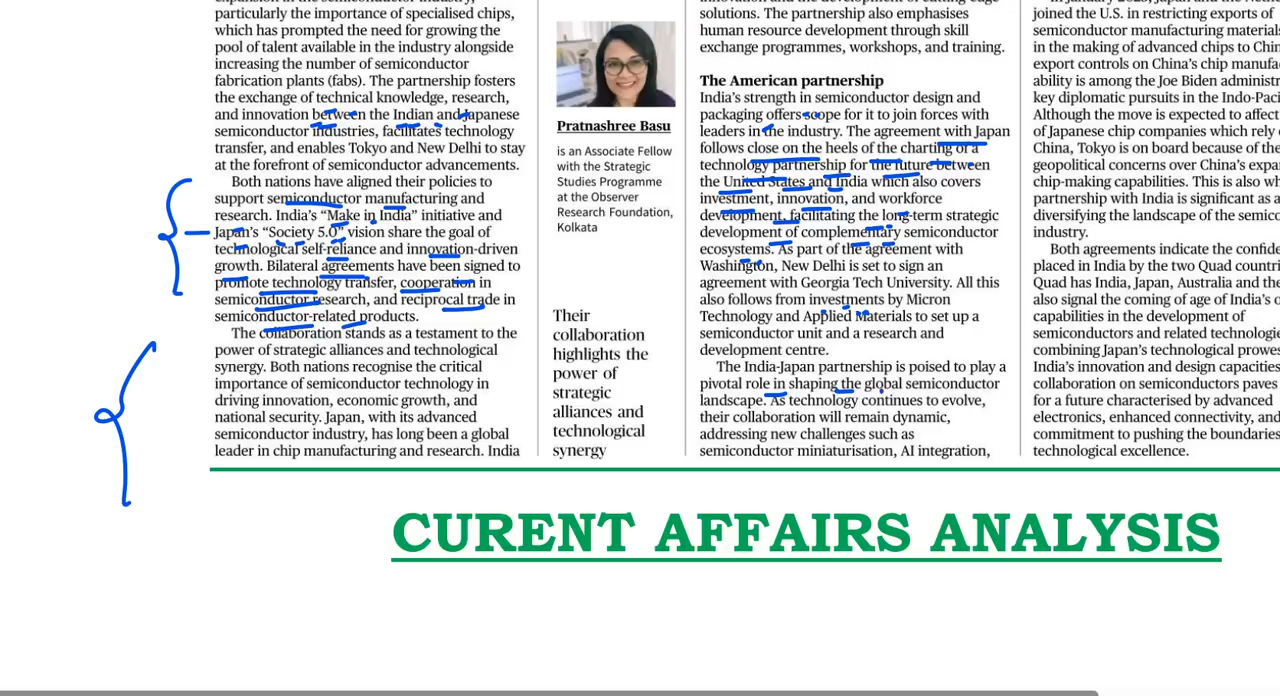 expansion in the semiconductor industry,
particularly the importance of specialised chips,
which has prompted the need for growing the
pool of talent available in the industry alongside
increasing the number of semiconductor
fabrication plants (fabs). The partnership fosters
the exchange of technical knowledge, research,
and innovation between the Indian and Japanese
semiconductor industries, facilitates technology
transfer, and enables Tokyo and New Delhi to stay
at the forefront of semiconductor advancements.
Both nations have aligned their policies to
support semiconductor manufacturing and
research. India's “Make in India” initiative and
Japan's “Society 5.0” vision share the goal of
technological self-reliance and innovation-driven
growth. Bilateral agreements have been signed to
promote technology transfer, cooperation in
semiconductor research, and reciprocal trade in
semiconductor-related products.
The collaboration stands as a testament to the
power of strategic alliances and technological
synergy. Both nations recognise the critical
importance of semiconductor technology in
driving innovation, economic growth, and
national security. Japan, with its advanced
semiconductor industry, has long been a global
leader in chip manufacturing and research. India
Pratnashree Basu
is an Associate Fellow
with the Strategic
Studies Programme
at the Observer
Research Foundation,
Kolkata
Their
collaboration
highlights the
power of
strategic
alliances and
technological
synergy
innovation and the development of cutting-edge
solutions. The partnership also emphasises
human resource development through skill
exchange programmes, workshops, and training.
The American partnership
India's strength in semiconductor design and
packaging offers scope for it to join forces with
leaders in the industry. The agreement with Japan
follows close on the heels of the charting of a
technology partnership for the future between
the United States and India which also covers
investment, innovation, and workforce
development, facilitating the long-term strategic
development of complementary semiconductor
ecosystems. As part of the agreement with
Washington, New Delhi is set to sign an
agreement with Georgia Tech University. All this
also follows from investments by Micron
Technology and Applied Materials to set up a
semiconductor unit and a research and
development centre.
The India-Japan partnership is poised to play a
pivotal role in shaping the global semiconductor
landscape. As technology continues to evolve,
their collaboration will remain dynamic,
addressing new challenges such as
semiconductor miniaturisation, AI integration,
In January 2023, Japan and the
joined the U.S. in restricting exports of
semiconductor manufacturing
in the making of advanced chips to
export controls on China's chip
ability is among the Joe Biden
key diplomatic pursuits in the
Although the move is expected to
of Japanese chip companies which rely
China, Tokyo is on board because of
geopolitical concerns over China's
chip-making capabilities. This is also
partnership with India is significant as
diversifying the landscape of the
industry.
Both agreements indicate the
placed in India by the two Quad
Quad has India, Japan, Australia and
also signal the coming of age of India's
capabilities in the development of
semiconductors and related
combining Japan's technological
India's innovation and design
collaboration on semiconductors paves
for a future characterised by advanced
electronics, enhanced connectivity, and
commitment to pushing the boundaries
technological excellence.
CURENT AFFAIRS ANALYSIS